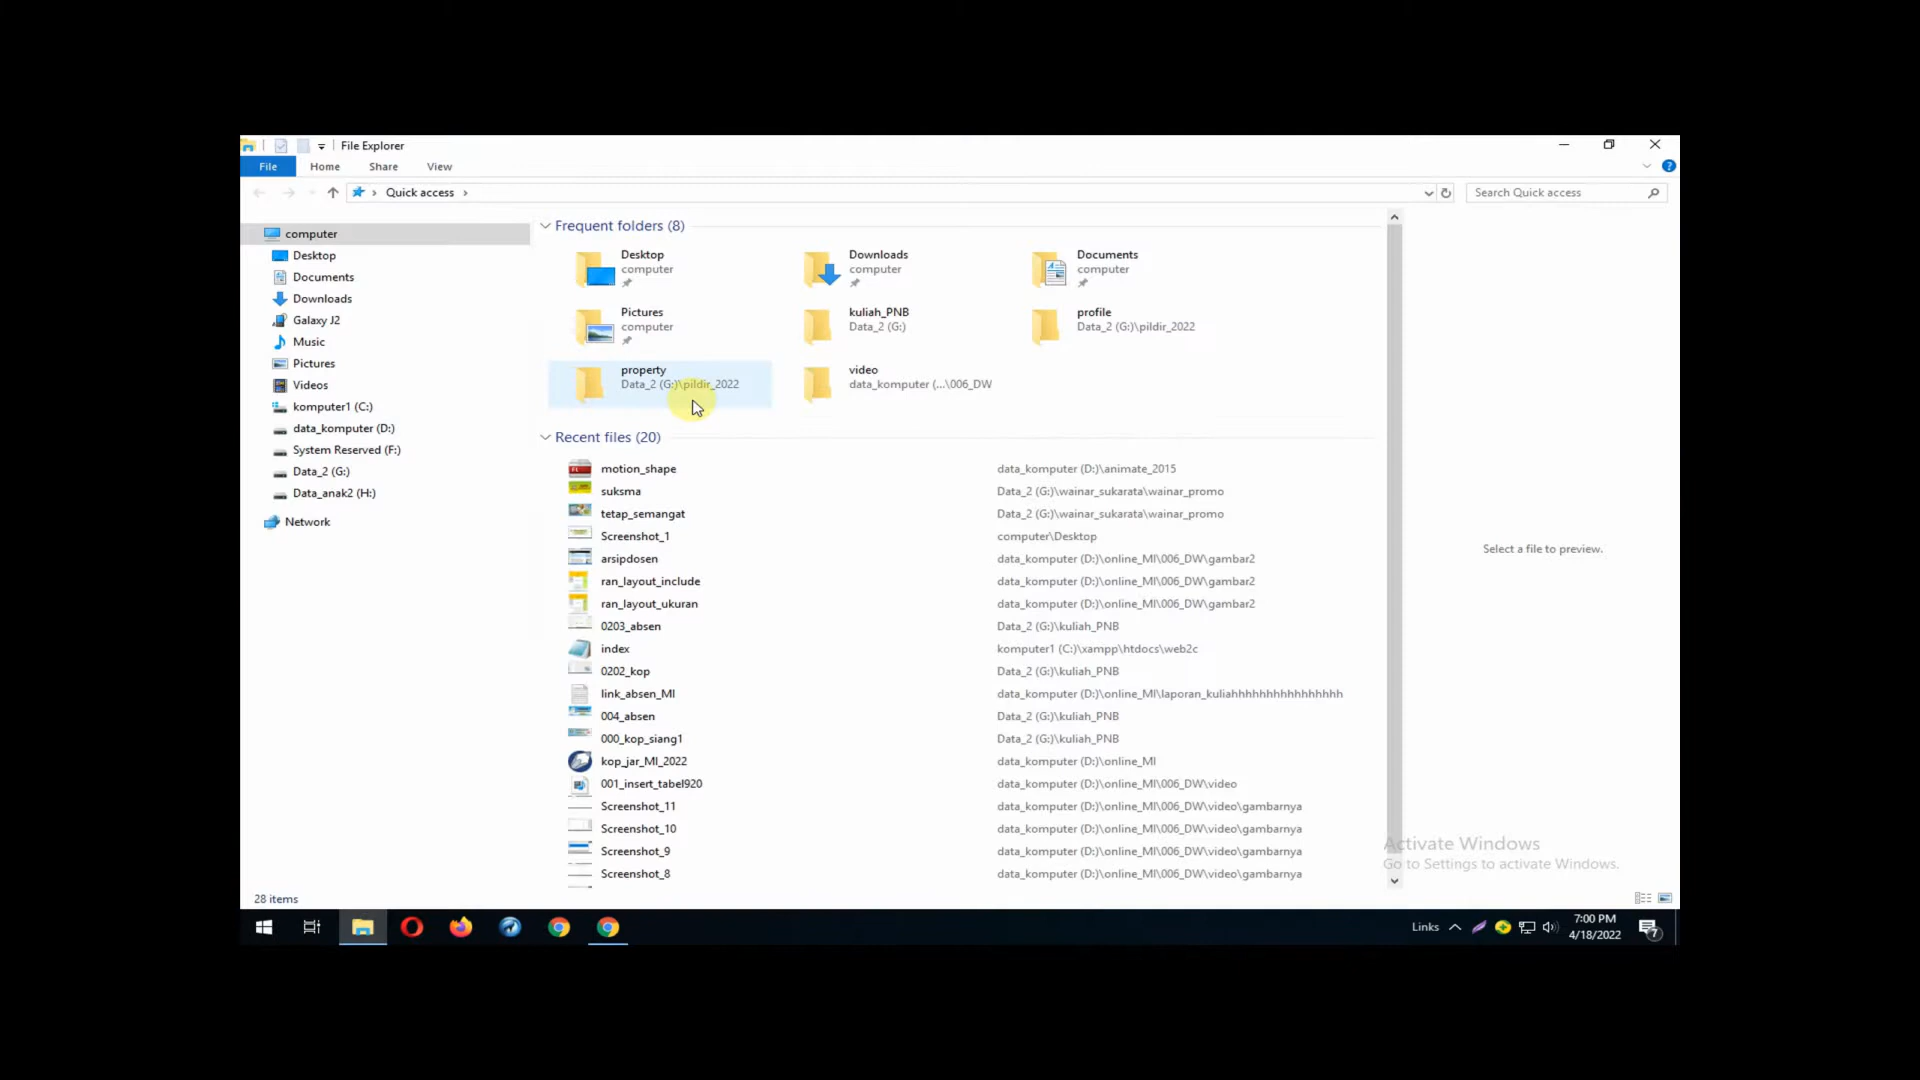 File Explorer
File Home Share View
Quick access
Search Quick access
computer
Desktop
Documents
Downloads
Galaxy J2
Music
Pictures
Videos
komputer1 (C:)
data_komputer (D:)
System Reserved (F:)
Data_2 (G:)
Data_anak2 (H:)
Network
Frequent folders (8)
Desktop
computer
Downloads
computer
Documents
computer
Pictures
computer
kuliah_PNB
Data_2 (G:)
profile
Data_2 (G:)\pildir_2022
property
Data_2 (G:)\pildir_2022
video
data_komputer (...\006_DW
Recent files (20)
motion_shape data_komputer (D:)\animate_2015
suksma Data_2 (G:)\wainar_sukarata\wainar_promo
tetap_semangat Data_2 (G:)\wainar_sukarata\wainar_promo
Screenshot_1 computer\Desktop
arsipdosen data_komputer (D:)\online_MI\006_DW\gambar2
ran_layout_include data_komputer (D:)\online_MI\006_DW\gambar2
ran_layout_ukuran data_komputer (D:)\online_MI\006_DW\gambar2
0203_absen Data_2 (G:)\kuliah_PNB
index komputer1 (C:)\xampp\htdocs\web2c
0202_kop Data_2 (G:)\kuliah_PNB
link_absen_MI data_komputer (D:)\online_MI\laporan_kuliahhhhhhhhhhhhhhhh
004_absen Data_2 (G:)\kuliah_PNB
000_kop_siang1 Data_2 (G:)\kuliah_PNB
kop_jar_MI_2022 data_komputer (D:)\online_MI
001_insert_tabel920 data_komputer (D:)\online_MI\006_DW\video
Screenshot_11 data_komputer (D:)\online_MI\006_DW\video\gambarnya
Screenshot_10 data_komputer (D:)\online_MI\006_DW\video\gambarnya
Screenshot_9 data_komputer (D:)\online_MI\006_DW\video\gambarnya
Screenshot_8 data_komputer (D:)\online_MI\006_DW\video\gambarnya
Select a file to preview.
Activate Windows
Go to Settings to activate Windows.
28 items
Links
7:00 PM
4/18/2022
7